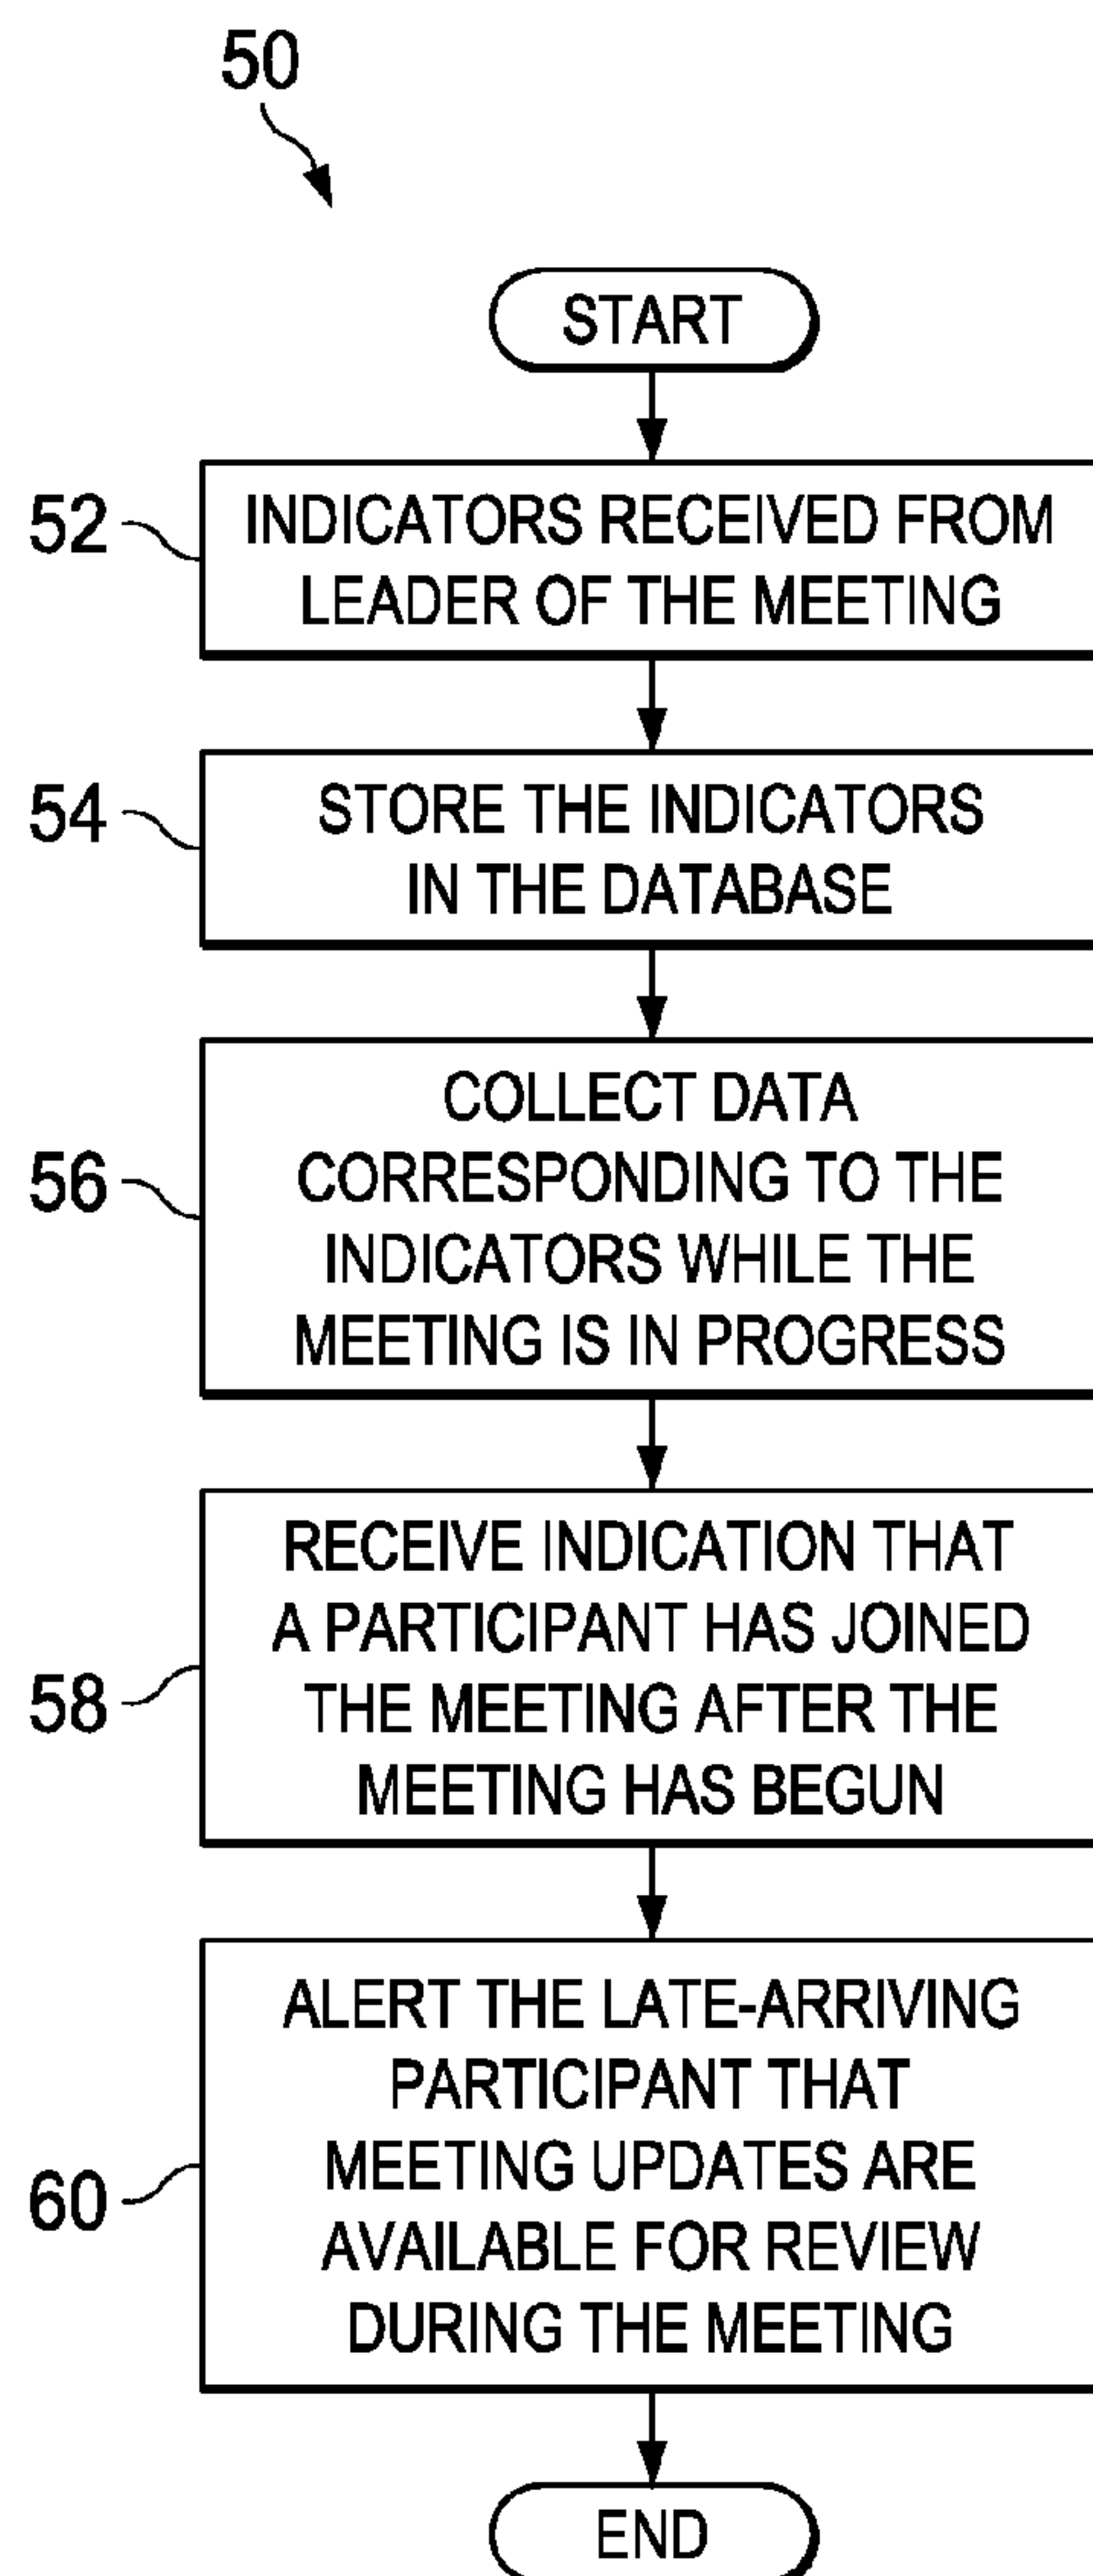 50
START
52
INDICATORS RECEIVED FROM
LEADER OF THE MEETING
54
STORE THE INDICATORS
IN THE DATABASE
56
COLLECT DATA
CORRESPONDING TO THE
INDICATORS WHILE THE
MEETING IS IN PROGRESS
58
RECEIVE INDICATION THAT
A PARTICIPANT HAS JOINED
THE MEETING AFTER THE
MEETING HAS BEGUN
60
ALERT THE LATE-ARRIVING
PARTICIPANT THAT
MEETING UPDATES ARE
AVAILABLE FOR REVIEW
DURING THE MEETING
END